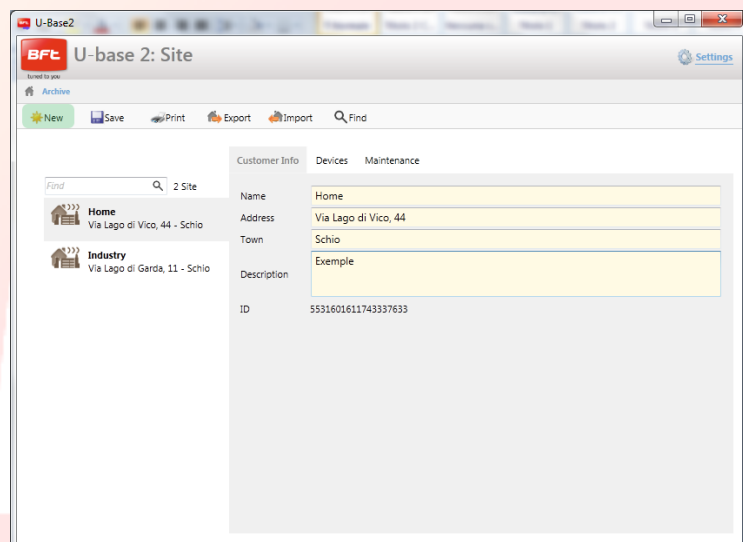 U-Base2
BFt U-base 2: Site
tuned to you
Settings
Archive
New Save Print Export Import Find
Customer Info Devices Maintenance
Find 2 Site
Home
Via Lago di Vico, 44 - Schio
Industry
Via Lago di Garda, 11 - Schio
Name Home
Address Via Lago di Vico, 44
Town Schio
Description Exemple
ID 5531601611743337633